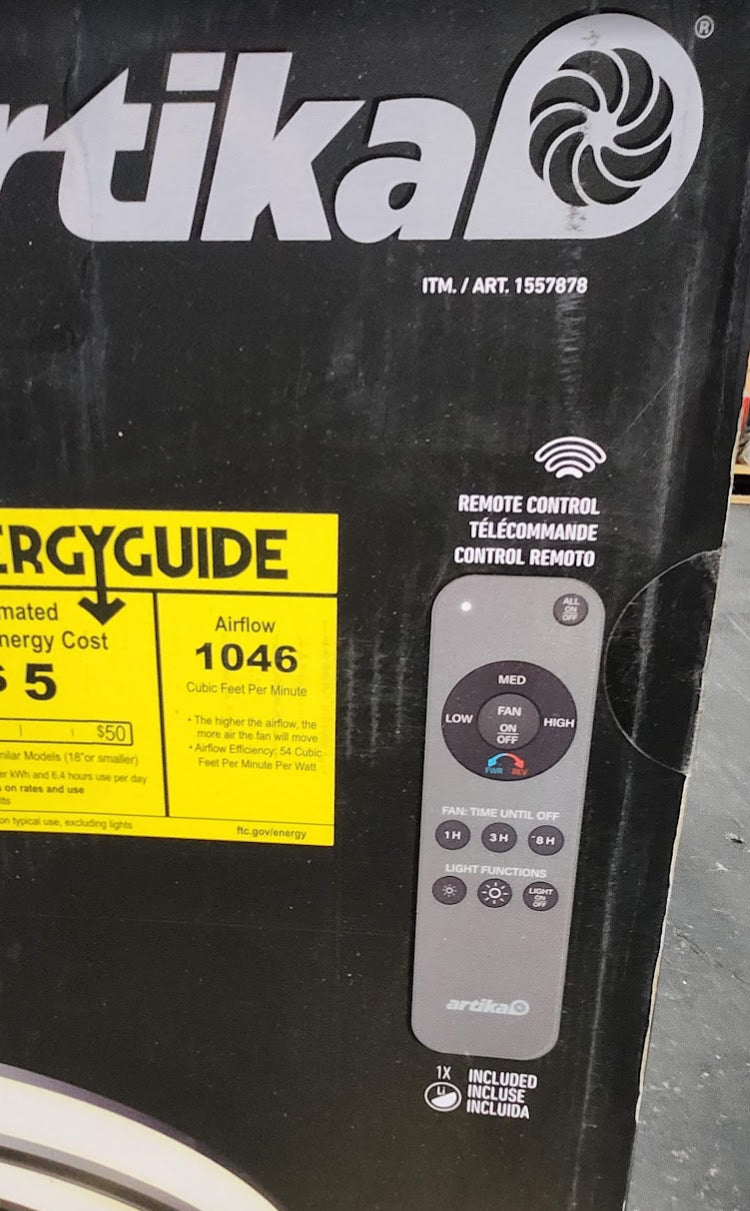 artika
®
ITM. / ART. 1557878
REMOTE CONTROL
TÉLÉCOMMANDE
CONTROL REMOTO
ERGYGUIDE
mated
nergy Cost
$5
$50
milar Models (18"or smaller)
er kWh and 6.4 hours use per day
on rates and use
tts
on typical use, excluding lights
Airflow
1046
Cubic Feet Per Minute
• The higher the airflow, the
more air the fan will move
• Airflow Efficiency: 54 Cubic
Feet Per Minute Per Watt
ftc.gov/energy
ALL
ON
OFF
MED
LOW
FAN
ON
OFF
HIGH
FWR REV
FAN: TIME UNTIL OFF
1H 3H 8H
LIGHT FUNCTIONS
LIGHT
ON
OFF
artika
1X
Li
INCLUDED
INCLUSE
INCLUIDA